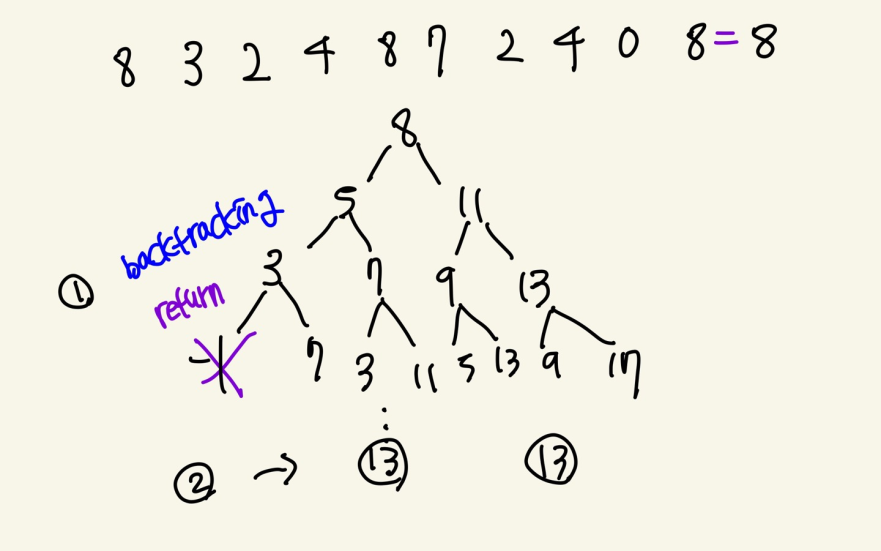 8 3 2 4 8 7 2 4 0 8 = 8
8
5 11
backtracking
3 7 9 13
①
return
-1 7 3 11 5 13 9 17
② → ⑬ ⑬